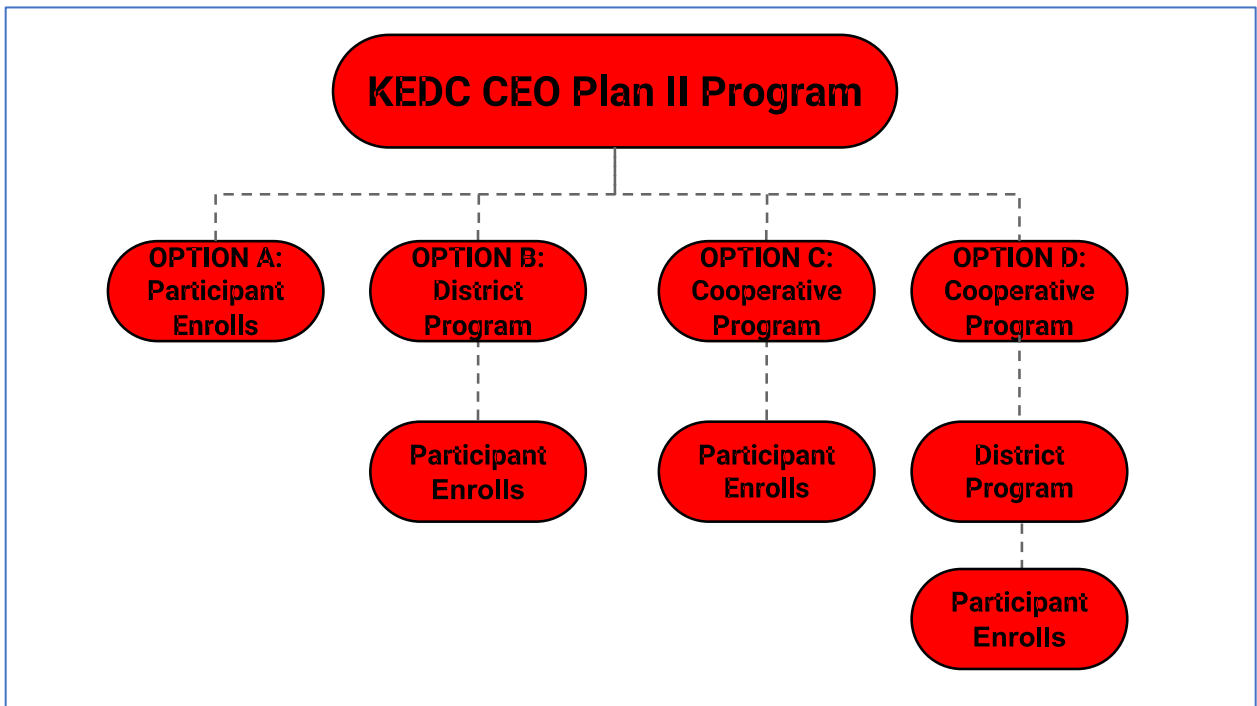 KEDC CEO Plan II Program
OPTION A:
Participant
Enrolls
OPTION B:
District
Program
OPTION C:
Cooperative
Program
OPTION D:
Cooperative
Program
Participant
Enrolls
Participant
Enrolls
District
Program
Participant
Enrolls